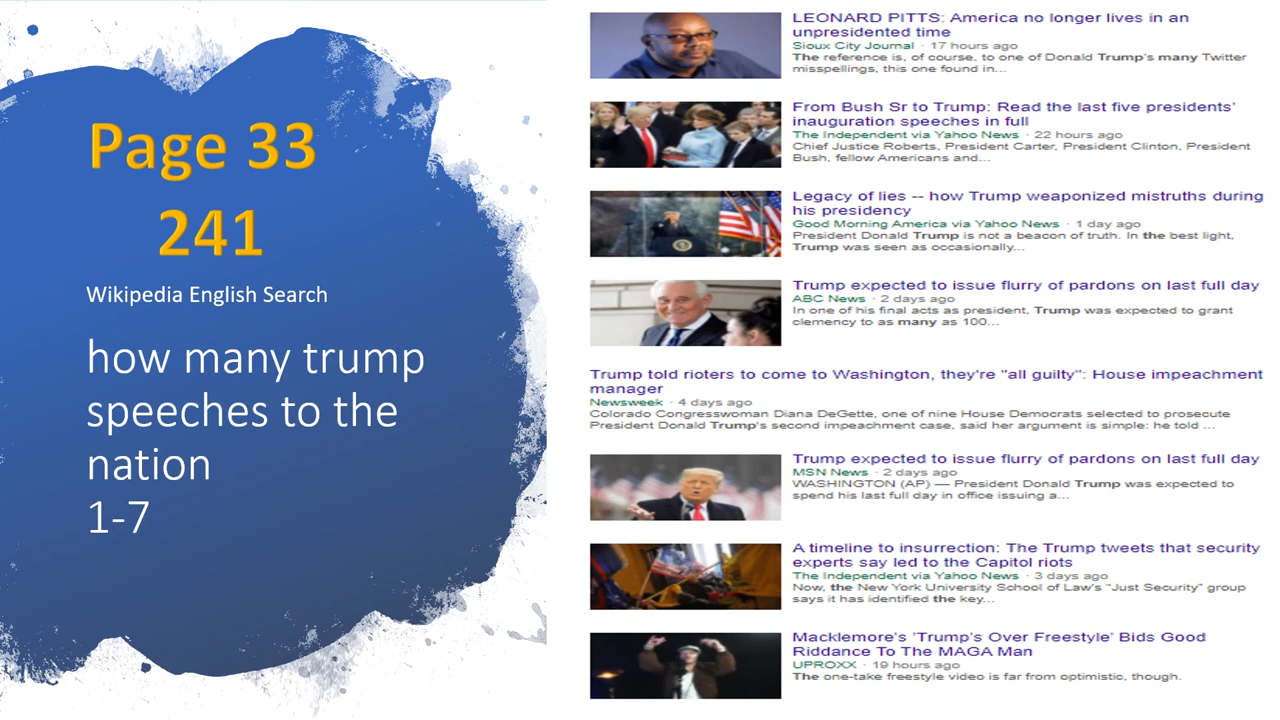 Page 33
241
Wikipedia English Search
how many trump
speeches to the
nation
1-7
LEONARD PITTS: America no longer lives in an
unpresidented time
Sioux City Journal · 17 hours ago
The reference is, of course, to one of Donald Trump's many Twitter
misspellings, this one found in...
From Bush Sr to Trump: Read the last five presidents'
inauguration speeches in full
The Independent via Yahoo News · 22 hours ago
Chief Justice Roberts, President Carter, President Clinton, President
Bush, fellow Americans and...
Legacy of lies -- how Trump weaponized mistruths during
his presidency
Good Morning America via Yahoo News · 1 day ago
President Donald Trump is not a beacon of truth. In the best light,
Trump was seen as occasionally...
Trump expected to issue flurry of pardons on last full day
ABC News · 2 days ago
In one of his final acts as president, Trump was expected to grant
clemency to as many as 100...
Trump told rioters to come to Washington, they're "all guilty": House impeachment
manager
Newsweek · 4 days ago
Colorado Congresswoman Diana DeGette, one of nine House Democrats selected to prosecute
President Donald Trump's second impeachment case, said her argument is simple: he told ...
Trump expected to issue flurry of pardons on last full day
MSN News · 2 days ago
WASHINGTON (AP) — President Donald Trump was expected to
spend his last full day in office issuing a...
A timeline to insurrection: The Trump tweets that security
experts say led to the Capitol riots
The Independent via Yahoo News · 3 days ago
Now, the New York University School of Law's "Just Security" group
says it has identified the key...
Macklemore's 'Trump's Over Freestyle' Bids Good
Riddance To The MAGA Man
UPROXX · 19 hours ago
The one-take freestyle video is far from optimistic, though.